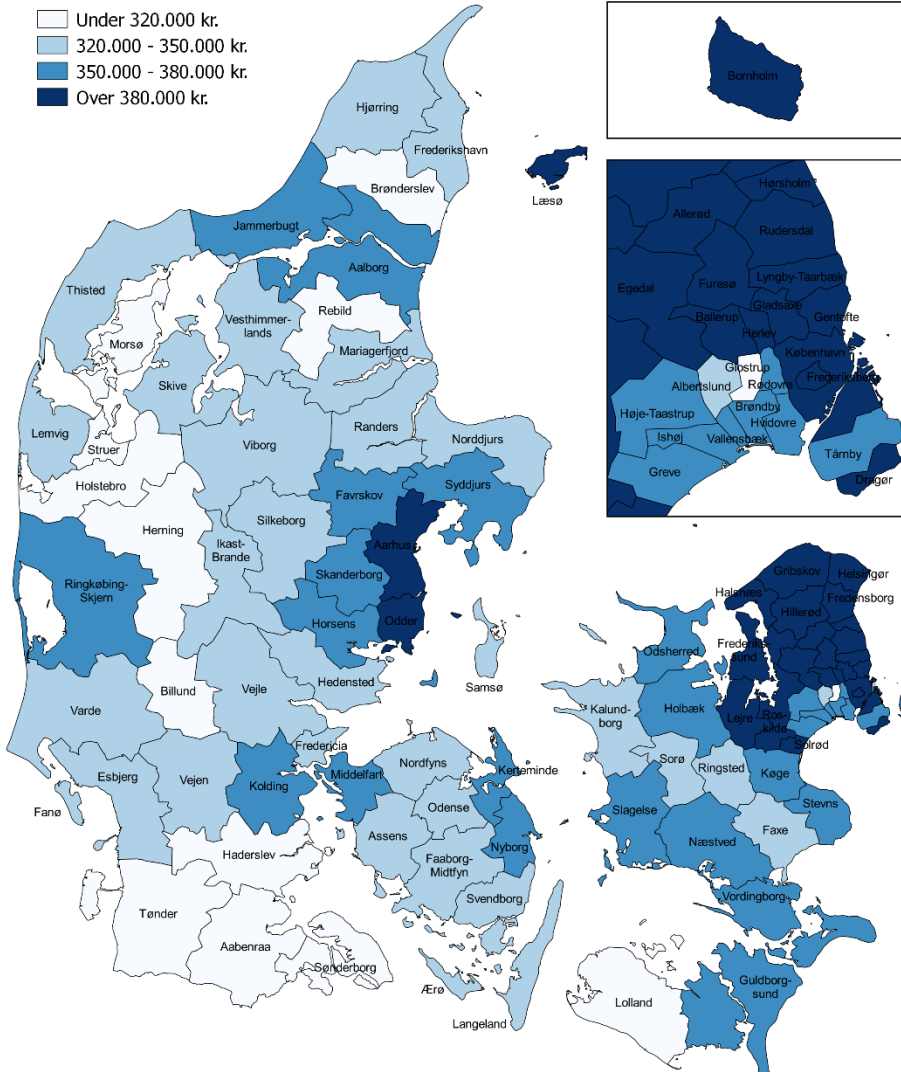 Under 320.000 kr.
320.000 - 350.000 kr.
350.000 - 380.000 kr.
Over 380.000 kr.
Bornholm
Hjørring
Frederikshavn
Brønderslev
Læsø
Jammerbugt
Aalborg
Thisted
Vesthimmer-
lands
Rebild
Morsø
Mariagerfjord
Skive
Lemvig
Struer
Viborg
Randers
Norddjurs
Holstebro
Favrskov
Syddjurs
Herning
Silkeborg
Ikast-
Brande
Aarhus
Skanderborg
Ringkøbing-
Skjern
Horsens
Odder
Hedensted
Samsø
Billund
Vejle
Varde
Fredericia
Esbjerg
Vejen
Kolding
Middelfart
Nordfyns
Kerteminde
Fanø
Odense
Assens
Nyborg
Haderslev
Faaborg-
Midtfyn
Svendborg
Tønder
Aabenraa
Sønderborg
Ærø
Langeland
Hørsholm
Allerød
Rudersdal
Egedal
Furesø
Lyngby-Taarbæk
Gladsaxe
Ballerup
Gentofte
Herlev
København
Glostrup
Albertslund
Rødovre
Frederiksberg
Høje-Taastrup
Brøndby
Hvidovre
Ishøj
Vallensbæk
Tårnby
Greve
Dragør
Gribskov
Helsingør
Halsnæs
Hillerød
Fredensborg
Frederiks-
sund
Odsherred
Kalund-
borg
Holbæk
Lejre
Ros-
kilde
Solrød
Sorø
Ringsted
Køge
Slagelse
Stevns
Faxe
Næstved
Vordingborg
Lolland
Guldborg-
sund